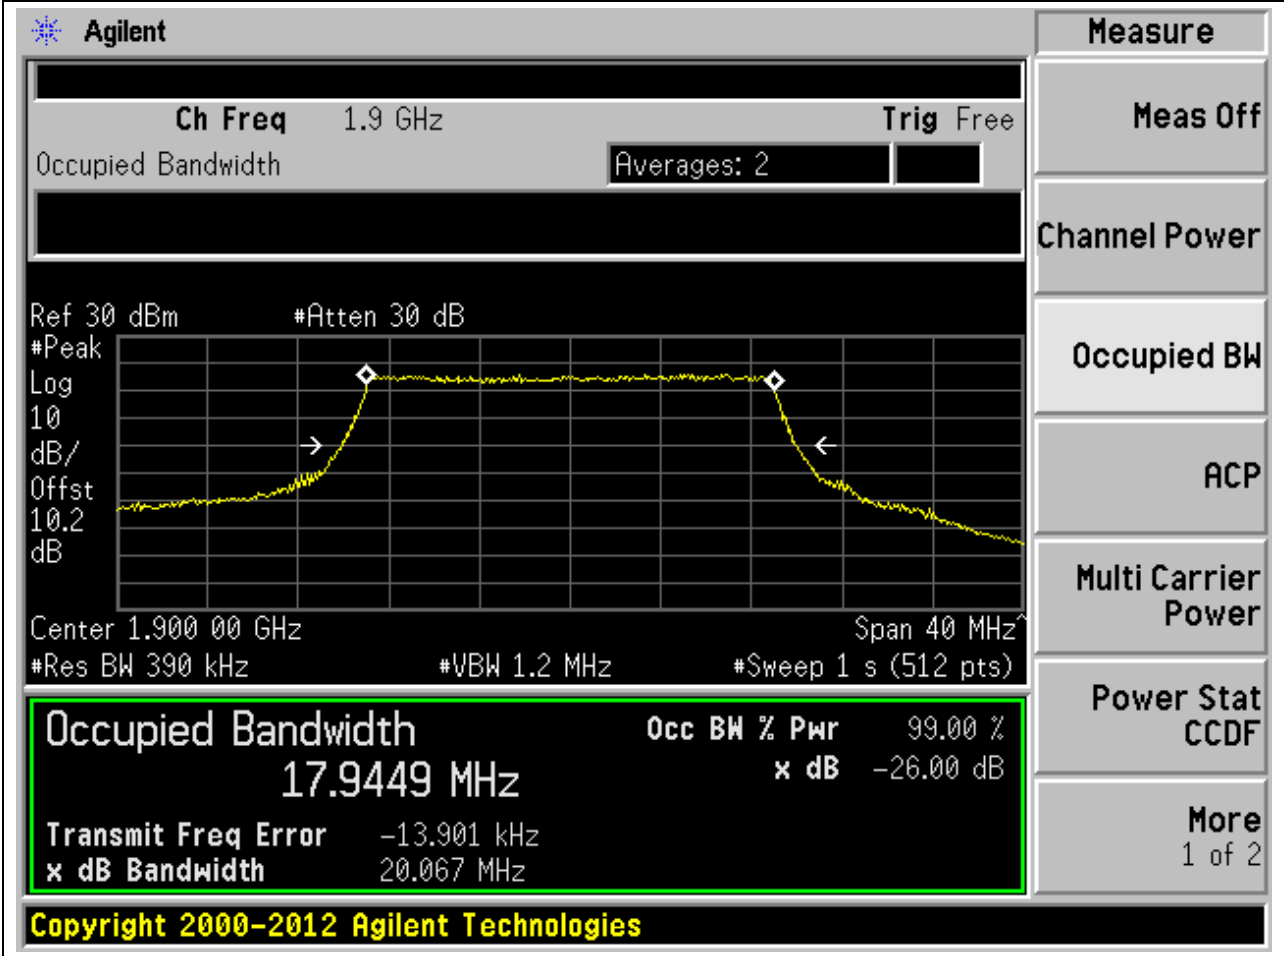 Agilent
Measure
Ch Freq 1.9 GHz Trig Free
Occupied Bandwidth Averages: 2
Meas Off
Channel Power
Occupied BW
ACP
Multi Carrier
Power
Power Stat
CCDF
More
1 of 2
Ref 30 dBm #Atten 30 dB
#Peak
Log
10
dB/
Offst
10.2
dB
Center 1.900 00 GHz Span 40 MHz^
#Res BW 390 kHz #VBW 1.2 MHz #Sweep 1 s (512 pts)
Occupied Bandwidth Occ BW % Pwr 99.00 %
17.9449 MHz x dB -26.00 dB
Transmit Freq Error -13.901 kHz
x dB Bandwidth 20.067 MHz
Copyright 2000-2012 Agilent Technologies